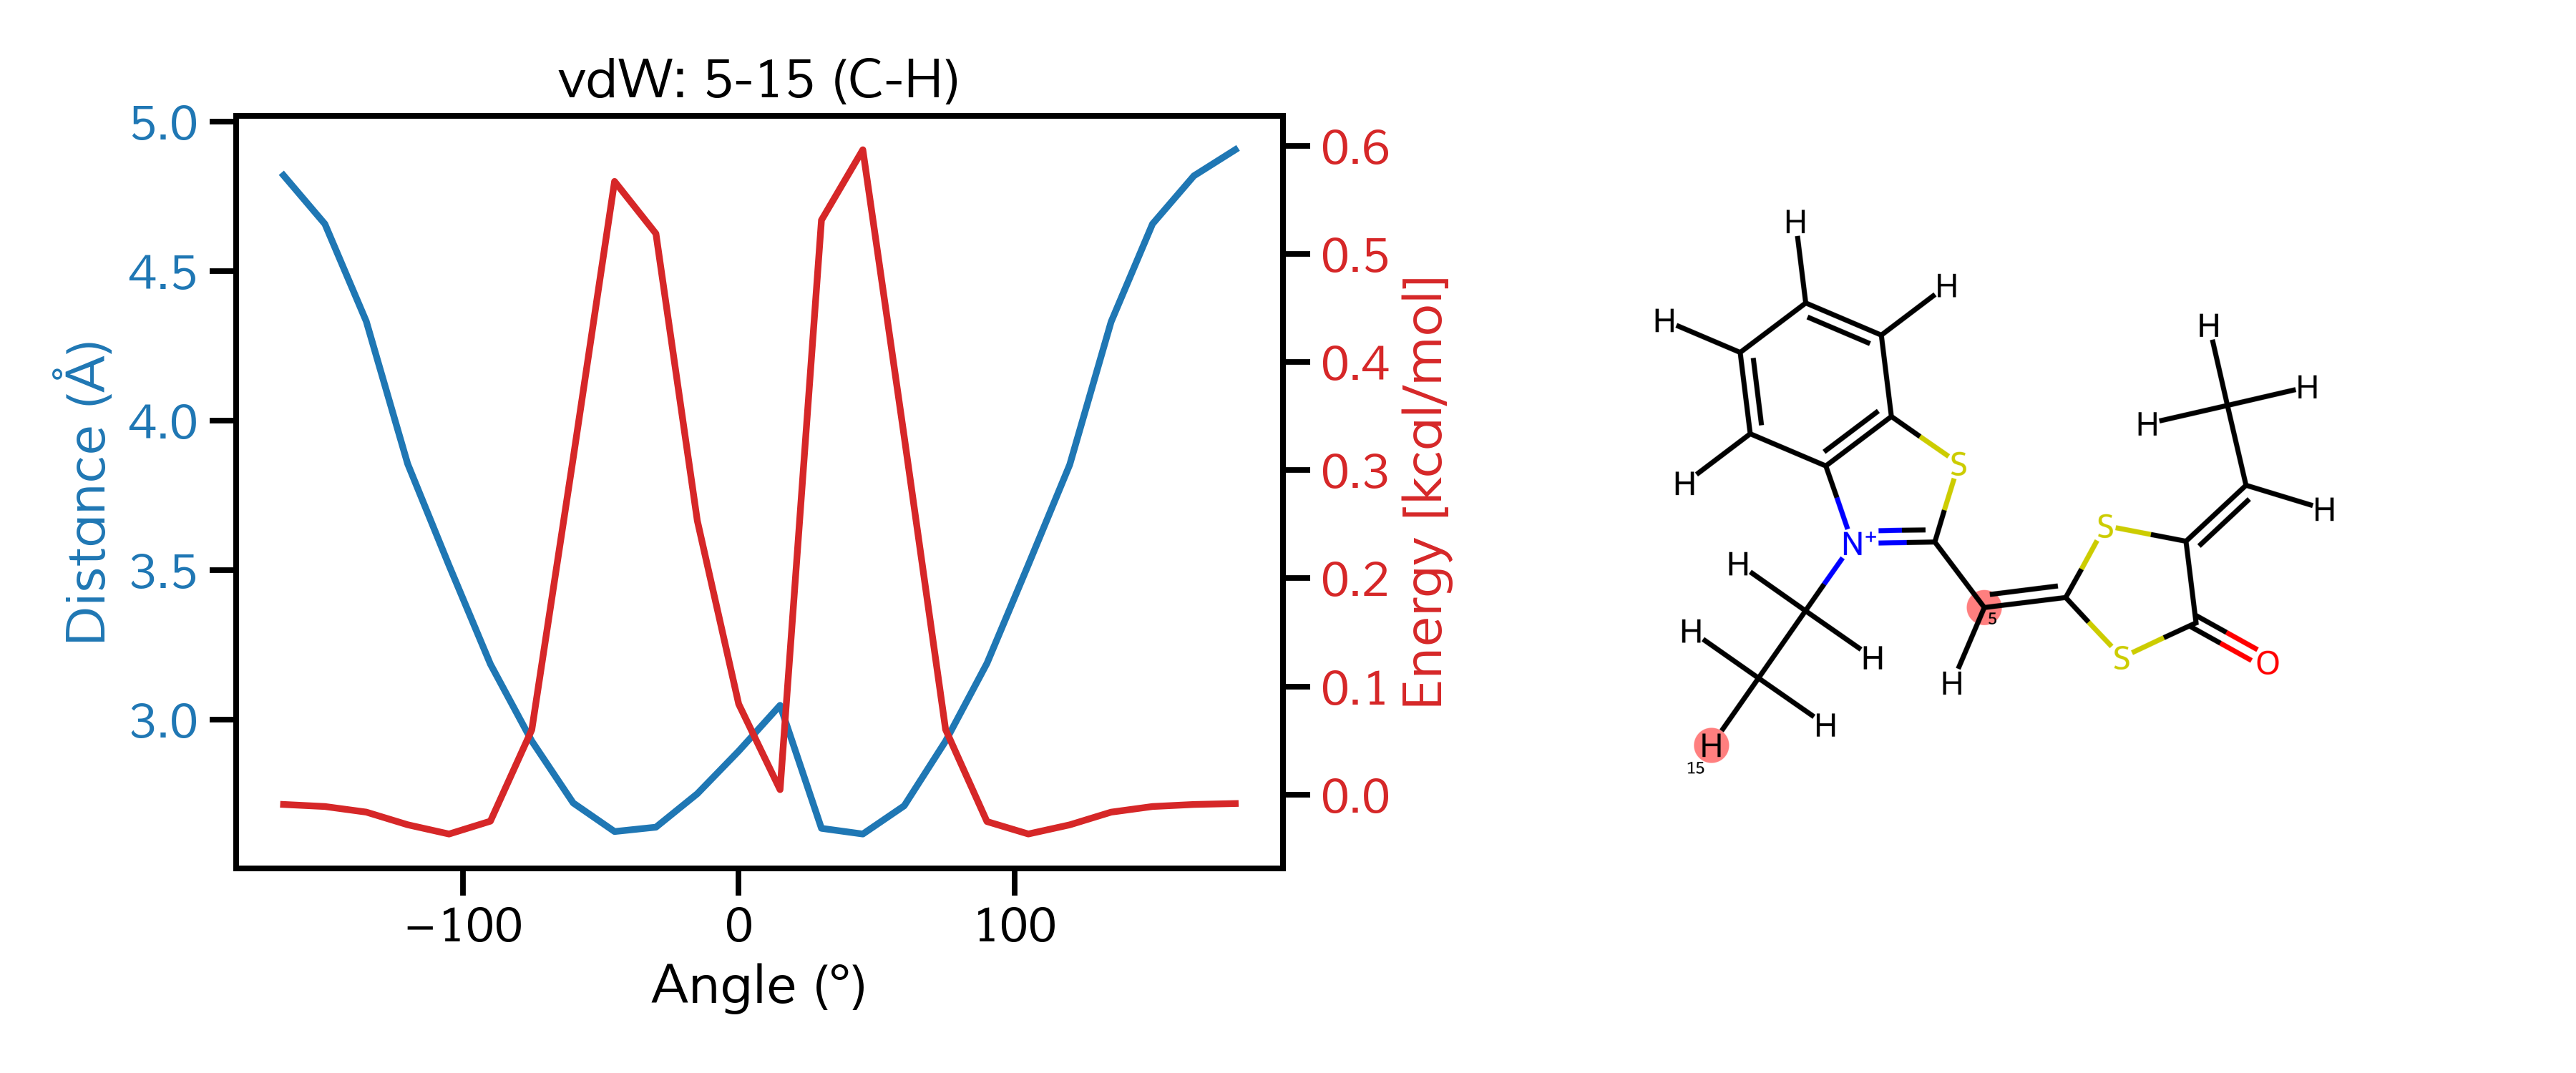 vdW: 5-15 (C-H)
5.0
4.5
4.0
3.5
3.0
Distance (Å)
0.6
0.5
0.4
0.3
0.2
0.1
0.0
Energy [kcal/mol]
−100
0
100
Angle (°)
H
H
H
H
H
H
H
S
H
S
N⁺
H
5
H
H
S
O
H
H
H
15